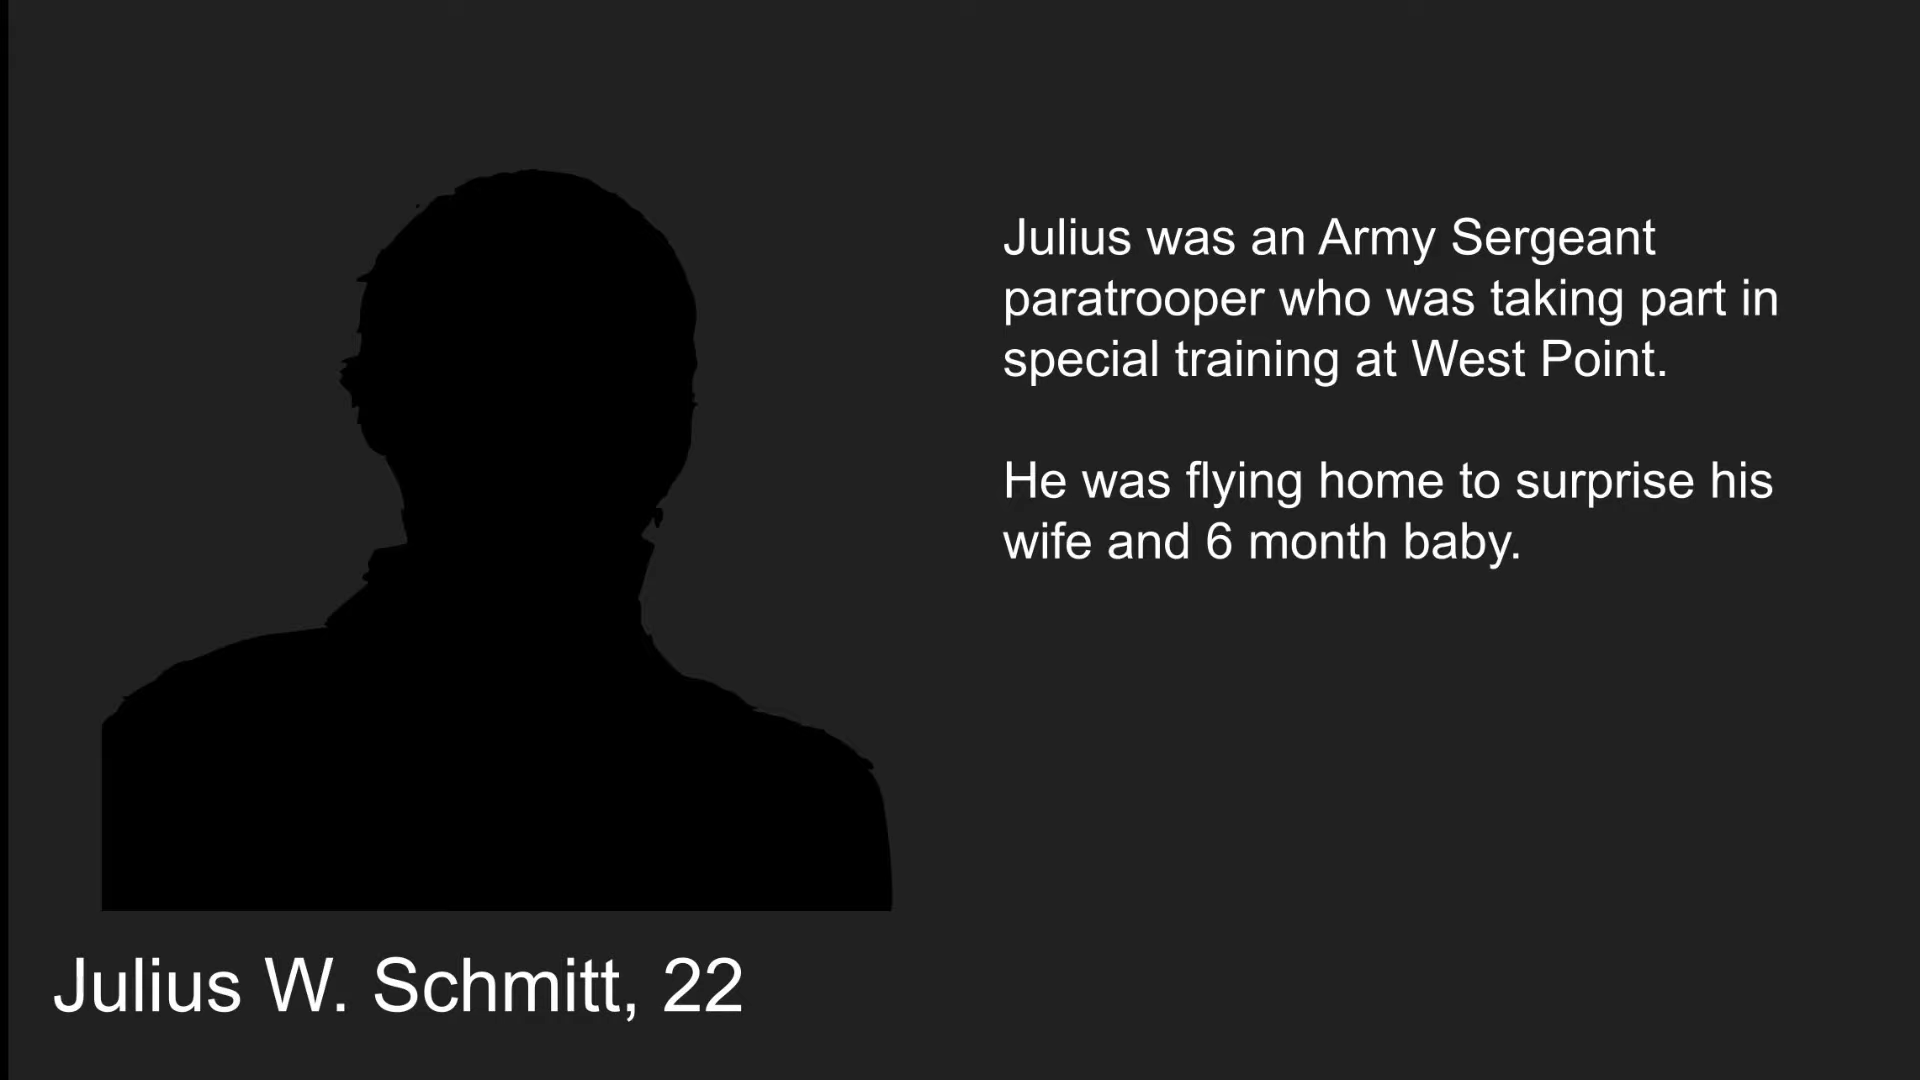 Julius was an Army Sergeant
paratrooper who was taking part in
special training at West Point.
He was flying home to surprise his
wife and 6 month baby.
Julius W. Schmitt, 22